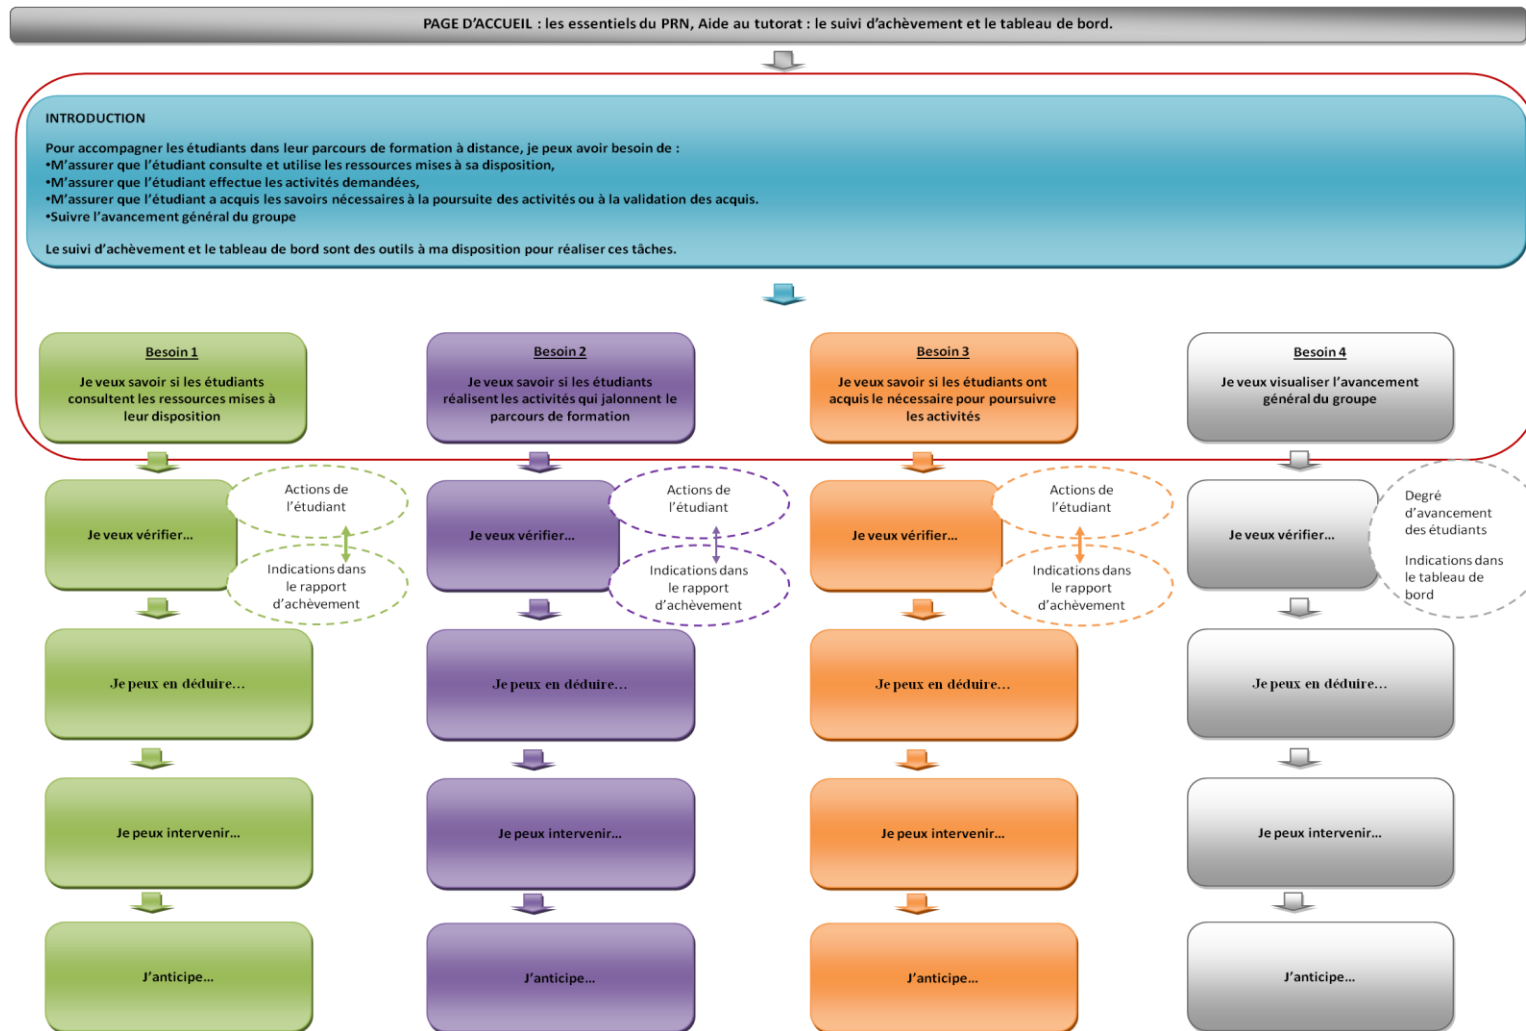 PAGE D’ACCUEIL : les essentiels du PRN, Aide au tutorat : le suivi d’achèvement et le tableau de bord.
INTRODUCTION
Pour accompagner les étudiants dans leur parcours de formation à distance, je peux avoir besoin de :
•M’assurer que l’étudiant consulte et utilise les ressources mises à sa disposition,
•M’assurer que l’étudiant effectue les activités demandées,
•M’assurer que l’étudiant a acquis les savoirs nécessaires à la poursuite des activités ou à la validation des acquis.
•Suivre l’avancement général du groupe
Le suivi d’achèvement et le tableau de bord sont des outils à ma disposition pour réaliser ces tâches.
Besoin 1
Je veux savoir si les étudiants
consultent les ressources mises à
leur disposition
Besoin 2
Je veux savoir si les étudiants
réalisent les activités qui jalonnent le
parcours de formation
Besoin 3
Je veux savoir si les étudiants ont
acquis le nécessaire pour poursuivre
les activités
Besoin 4
Je veux visualiser l’avancement
général du groupe
Je veux vérifier...
Actions de
l’étudiant
Indications dans
le rapport
d’achèvement
Je veux vérifier...
Actions de
l’étudiant
Indications dans
le rapport
d’achèvement
Je veux vérifier...
Actions de
l’étudiant
Indications dans
le rapport
d’achèvement
Je veux vérifier...
Degré
d’avancement
des étudiants
Indications dans
le tableau de
bord
Je peux en déduire…
Je peux en déduire…
Je peux en déduire…
Je peux en déduire…
Je peux intervenir...
Je peux intervenir...
Je peux intervenir...
Je peux intervenir...
J’anticipe...
J’anticipe...
J’anticipe...
J’anticipe...